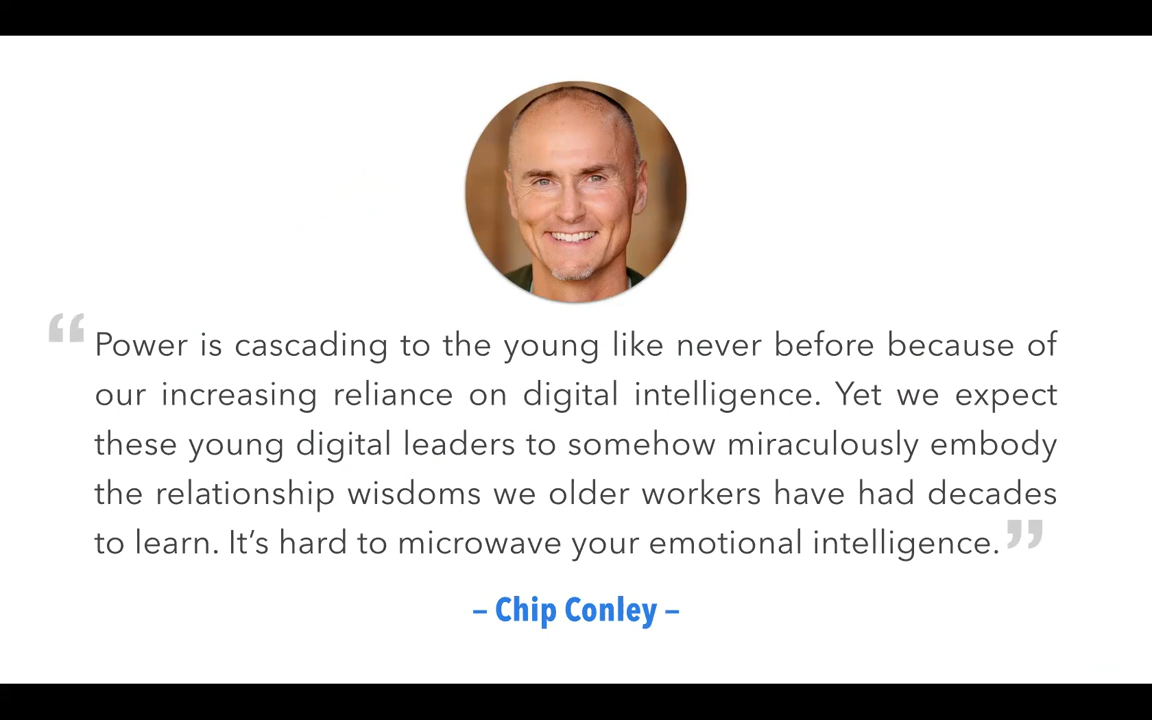 “Power is cascading to the young like never before because of
our increasing reliance on digital intelligence. Yet we expect
these young digital leaders to somehow miraculously embody
the relationship wisdoms we older workers have had decades
to learn. It’s hard to microwave your emotional intelligence.”
– Chip Conley –